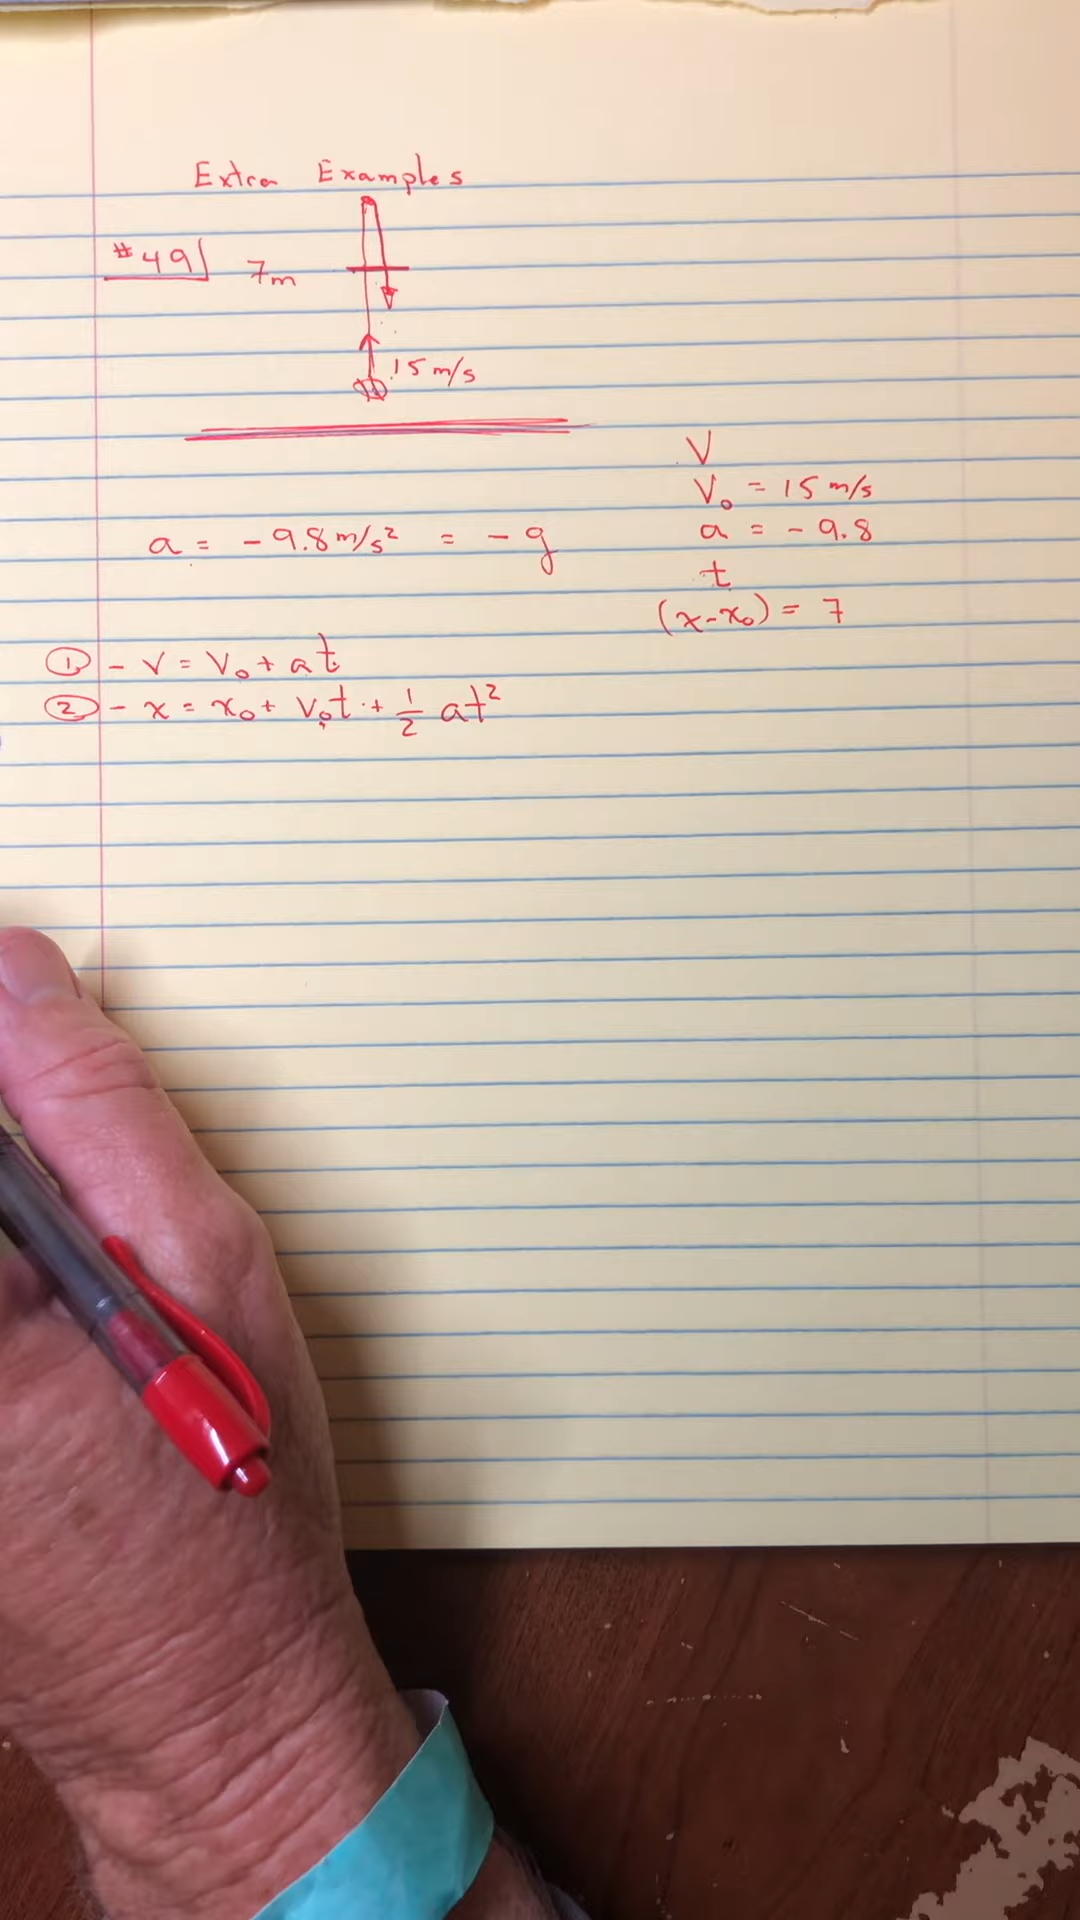 Extra Examples
#49 7m
15 m/s
V
V₀ = 15 m/s
a = -9.8 m/s² = -g
a = -9.8
t
(x-x₀) = 7
① - v = v₀ + at
② - x = x₀ + v₀t + 1/2 at²